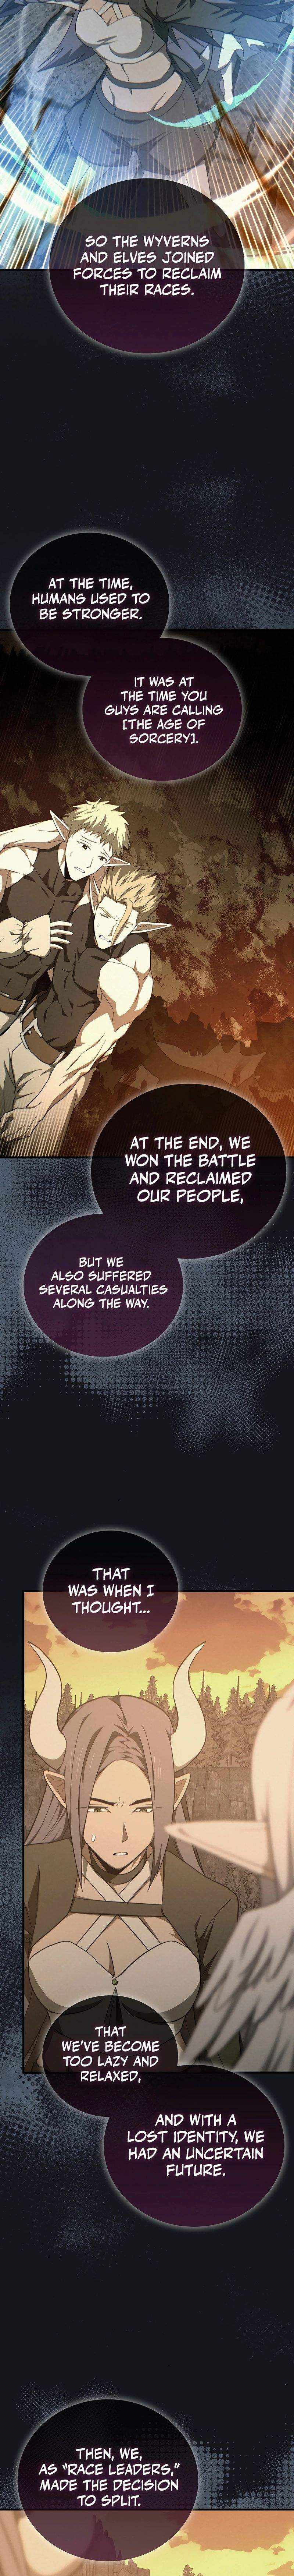 SO THE WYVERNS
AND ELVES JOINED
FORCES TO RECLAIM
THEIR RACES.
AT THE TIME,
HUMANS USED TO
BE STRONGER.
IT WAS AT
THE TIME YOU
GUYS ARE CALLING
[THE AGE OF
SORCERY].
AT THE END, WE
WON THE BATTLE
AND RECLAIMED
OUR PEOPLE,
BUT WE
ALSO SUFFERED
SEVERAL CASUALTIES
ALONG THE WAY.
THAT
WAS WHEN I
THOUGHT...
THAT
WE'VE BECOME
TOO LAZY AND
RELAXED,
AND WITH A
LOST IDENTITY, WE
HAD AN UNCERTAIN
FUTURE.
THEN, WE,
AS "RACE LEADERS,"
MADE THE DECISION
TO SPLIT.